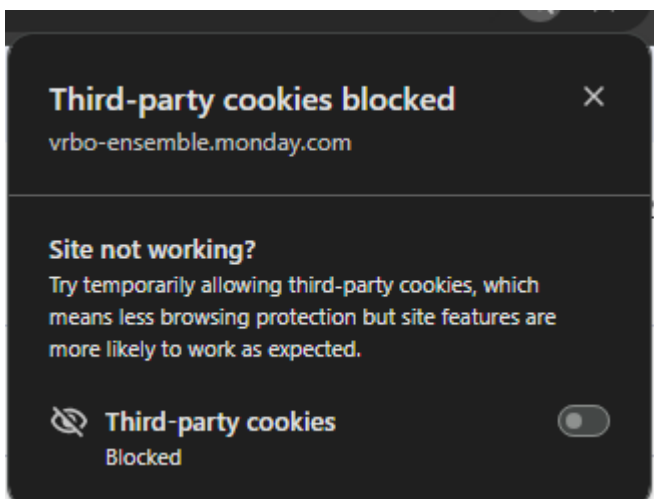 Third-party cookies blocked
vrbo-ensemble.monday.com
Site not working?
Try temporarily allowing third-party cookies, which
means less browsing protection but site features are
more likely to work as expected.
Third-party cookies
Blocked